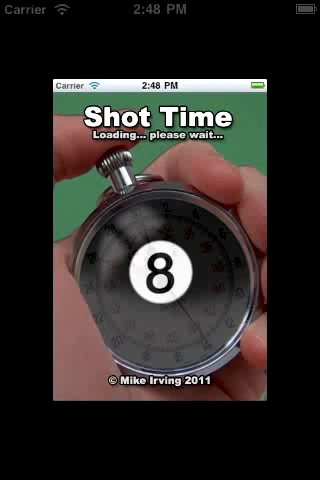 Carrier 2:48 PM
Carrier 2:48 PM
Shot Time
Loading... please wait...
8
© Mike Irving 2011